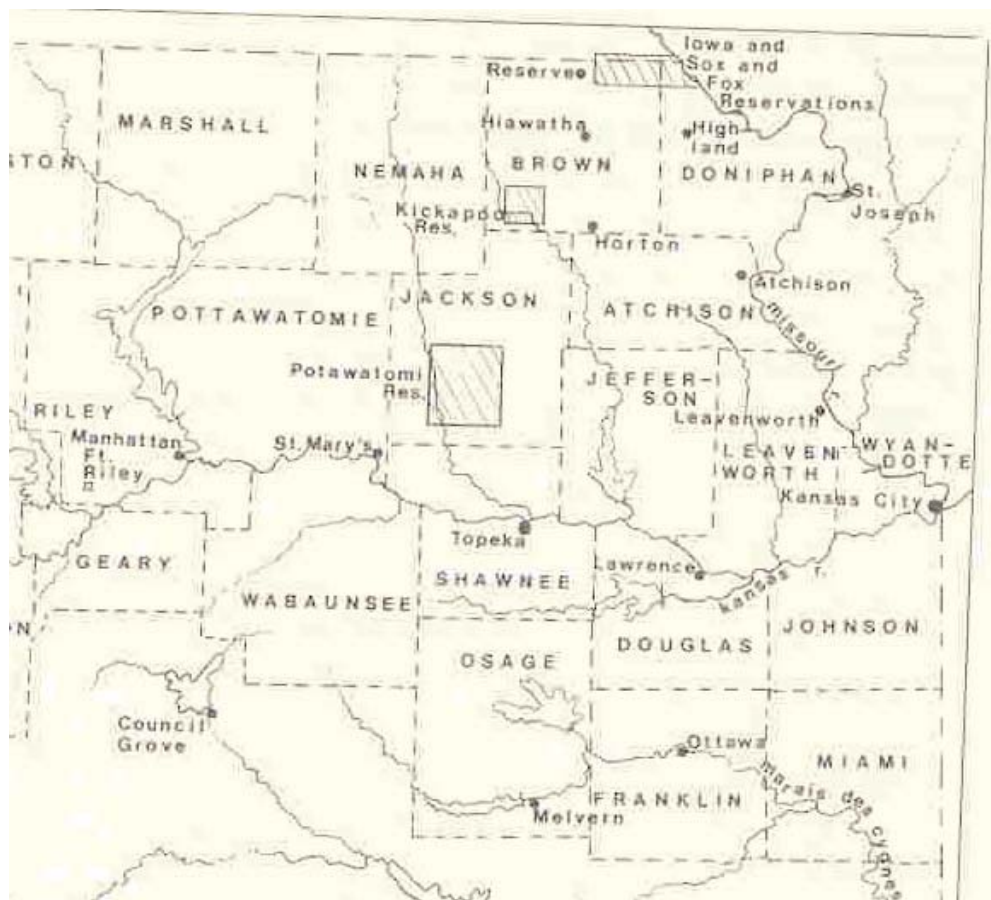 Iowa and
Sox and
Fox
Reservations
Reserve
MARSHALL
Hiawatha
High
land
STON
NEMAHA
BROWN
DONIPHAN
St.
Joseph
Kickapoo
Res.
Horton
Atchison
JACKSON
POTTAWATOMIE
ATCHISON
missouri
Potawatomi
Res.
JEFFER-
SON
RILEY
Leavenworth
Manhattan
St. Mary's
Ft.
Riley
n
LEAVEN
WORTH
WYAN-
DOTTE
Kansas City
Topeka
GEARY
Lawrence
SHAWNEE
kansas r.
WABAUNSEE
N
JOHNSON
DOUGLAS
OSAGE
Council
Grove
Ottawa
MIAMI
marais des cygnes
FRANKLIN
Melvern